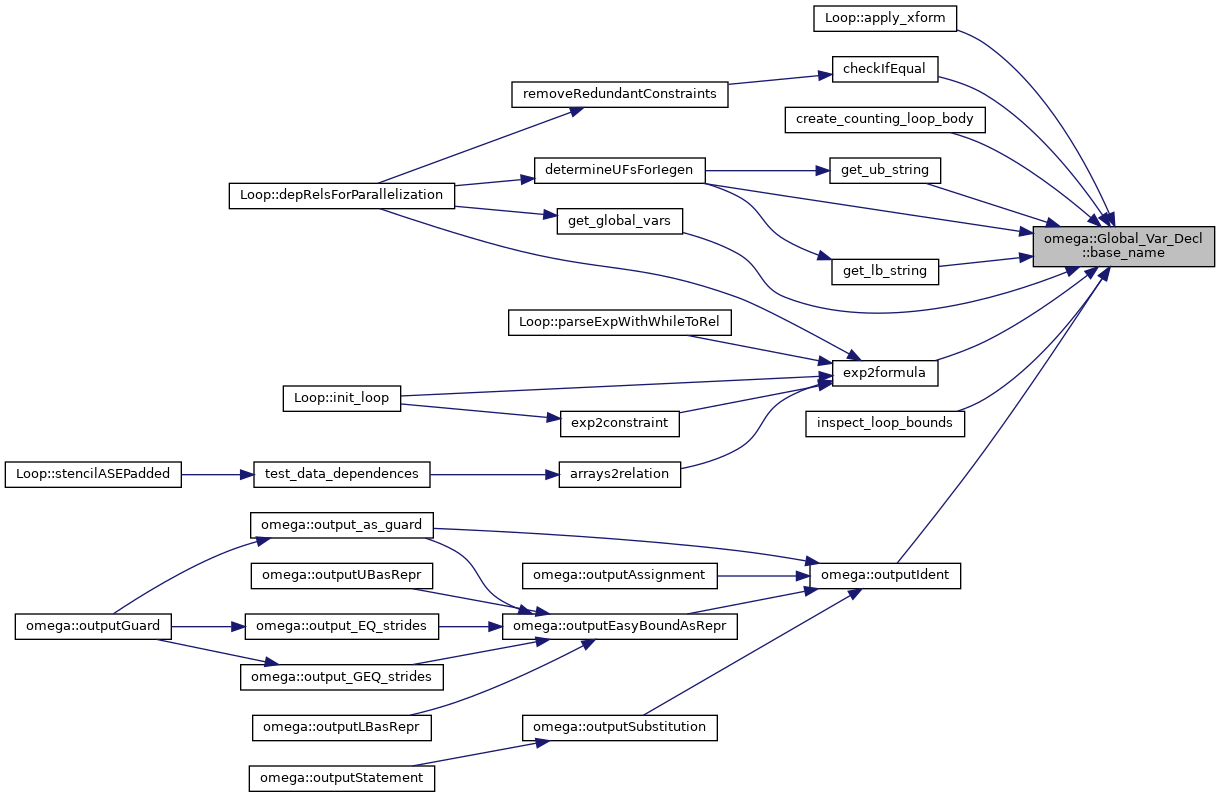 Loop::apply_xform
checkIfEqual
removeRedundantConstraints
create_counting_loop_body
determineUFsForIegen
get_ub_string
Loop::depRelsForParallelization
get_global_vars
omega::Global_Var_Decl
::base_name
get_lb_string
Loop::parseExpWithWhileToRel
exp2formula
Loop::init_loop
exp2constraint
inspect_loop_bounds
Loop::stencilASEPadded
test_data_dependences
arrays2relation
omega::output_as_guard
omega::outputUBasRepr
omega::outputAssignment
omega::outputIdent
omega::outputGuard
omega::output_EQ_strides
omega::outputEasyBoundAsRepr
omega::output_GEQ_strides
omega::outputLBasRepr
omega::outputSubstitution
omega::outputStatement